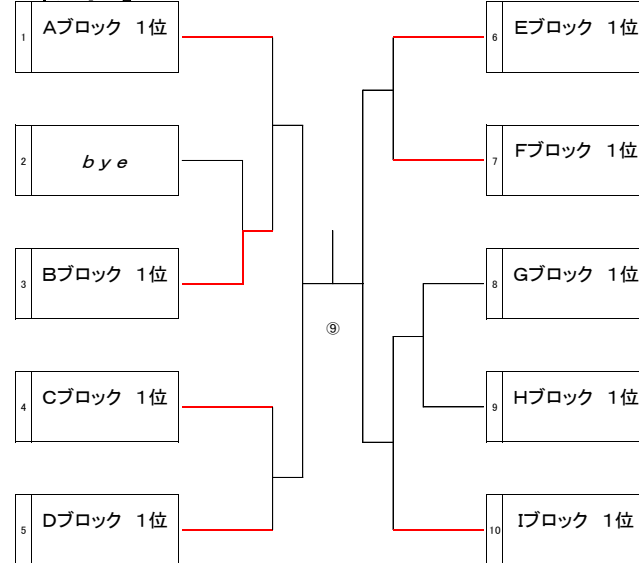 1 Aブロック 1位
2 bye
3 Bブロック 1位
4 Cブロック 1位
5 Dブロック 1位
⑨
6 Eブロック 1位
7 Fブロック 1位
8 Gブロック 1位
9 Hブロック 1位
10 Iブロック 1位